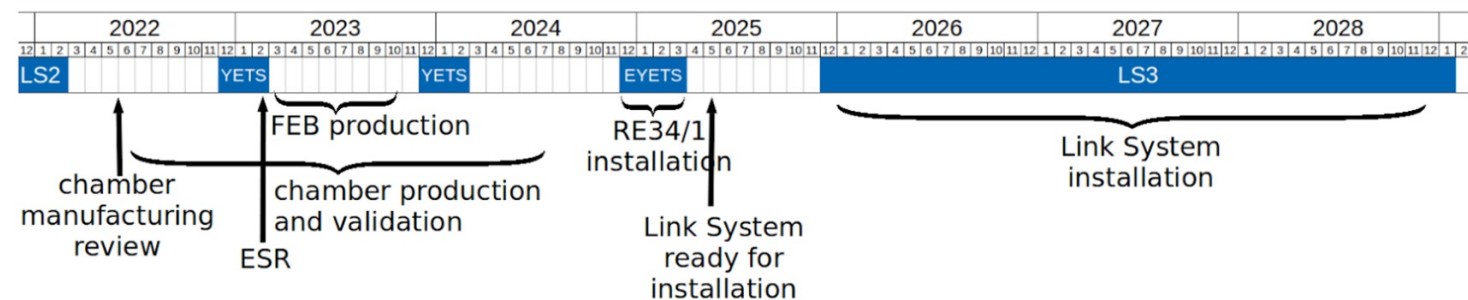 2022 2023 2024 2025 2026 2027 2028
12 1 2 3 4 5 6 7 8 9 10 11 12 1 2 3 4 5 6 7 8 9 10 11 12 1 2 3 4 5 6 7 8 9 10 11 12 1 2 3 4 5 6 7 8 9 10 11 12 1 2 3 4 5 6 7 8 9 10 11 12 1 2 3 4 5 6 7 8 9 10 11 12 1 2 3 4 5 6 7 8 9 10 11 12 1 2
LS2 YETS YETS EYETS LS3
FEB production
RE34/1
installation
Link System
installation
chamber
manufacturing
review
chamber production
and validation
ESR
Link System
ready for
installation